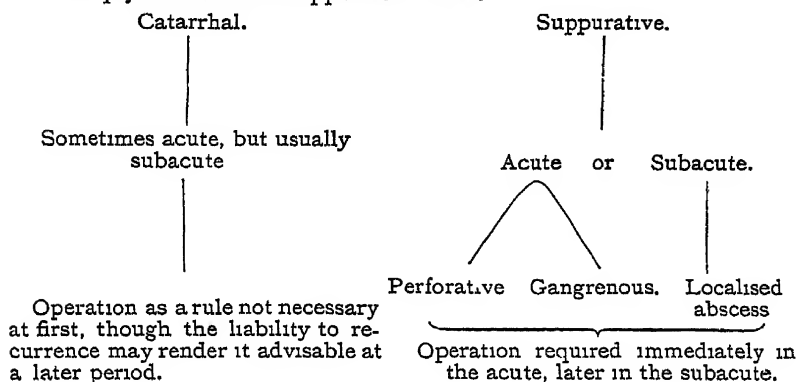 Catarrhal.
Suppurative.
Sometimes acute, but usually
subacute
Acute or Subacute.
Perforative Gangrenous. Localised
abscess
Operation as a rule not necessary
at first, though the liability to re-
currence may render it advisable at
a later period.
Operation required immediately in
the acute, later in the subacute.